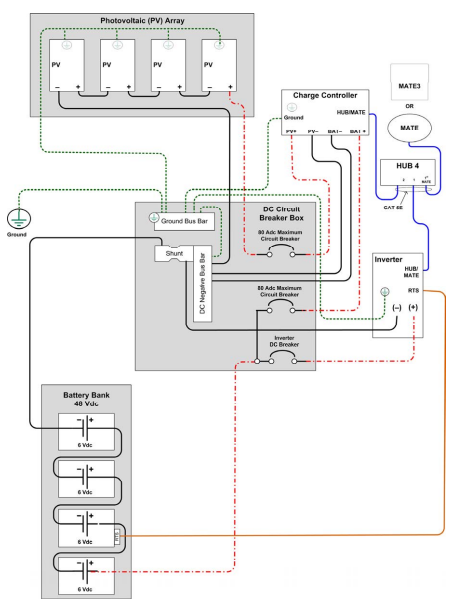 Photovoltaic (PV) Array
PV
PV
PV
PV
– +
– +
– +
– +
Charge Controller
Ground
HUB/MATE
PV+ PV– BAT– BAT +
MATE3
OR
MATE
HUB 4
CAT 5E
Ground
DC Circuit
Breaker Box
Ground Bus Bar
Shunt
DC Negative Bus Bar
80 Adc Maximum
Circuit Breaker
80 Adc Maximum
Circuit Breaker
Inverter
DC Breaker
Inverter
HUB/
MATE
RTS
(–) (+)
Battery Bank
48 Vdc
– +
6 Vdc
– +
6 Vdc
– +
6 Vdc
RTS
– +
6 Vdc